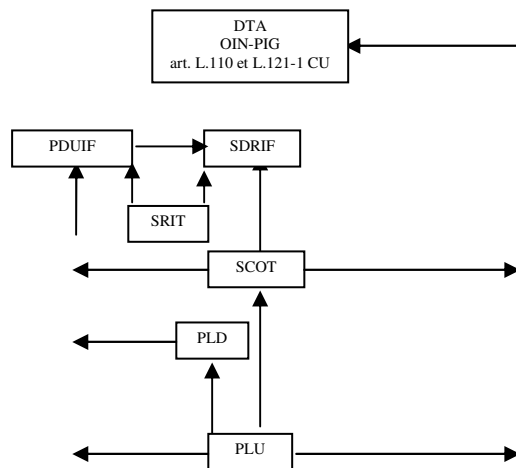 DTA
OIN-PIG
art. L.110 et L.121-1 CU
PDUIF
SDRIF
SRIT
SCOT
PLD
PLU